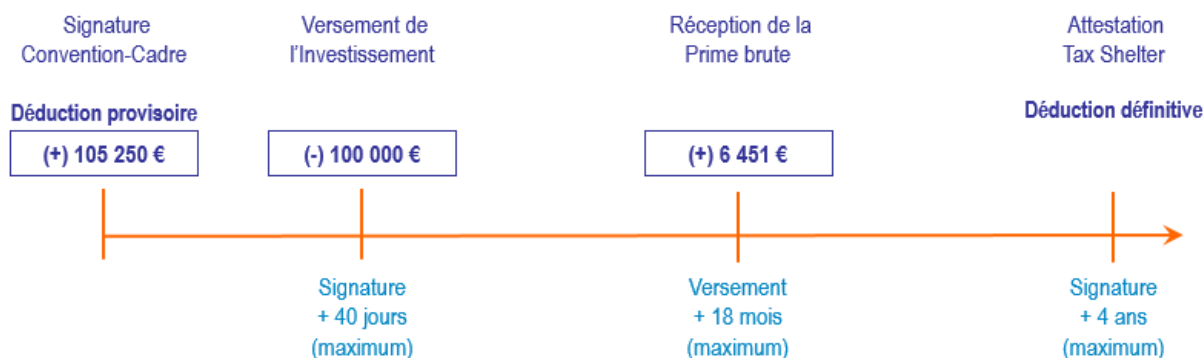 Signature
Convention-Cadre
Versement de
l'Investissement
Réception de la
Prime brute
Attestation
Tax Shelter
Déduction provisoire
Déduction définitive
(+) 105 250 €
(-) 100 000 €
(+) 6 451 €
Signature
+ 40 jours
(maximum)
Versement
+ 18 mois
(maximum)
Signature
+ 4 ans
(maximum)